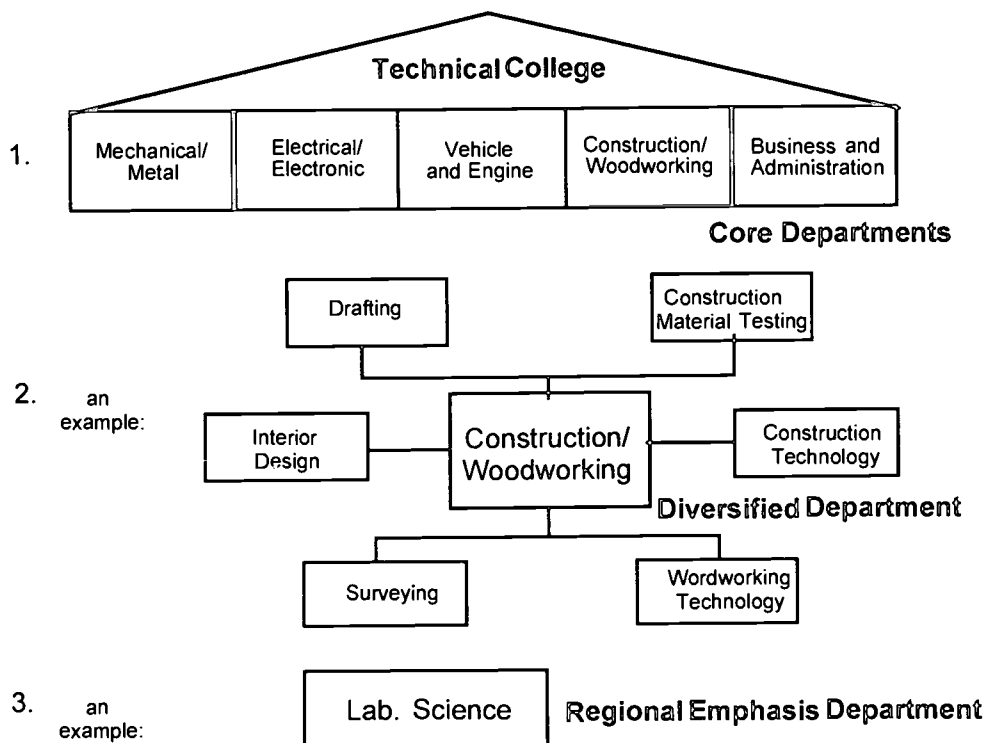 Technical College
1.
Mechanical/
Metal
Electrical/
Electronic
Vehicle
and Engine
Construction/
Woodworking
Business and
Administration
Core Departments
Drafting
Construction
Material Testing
2.
an
example:
Interior
Design
Construction/
Woodworking
Construction
Technology
Diversified Department
Surveying
Wordworking
Technology
3.
an
example:
Lab. Science
Regional Emphasis Department